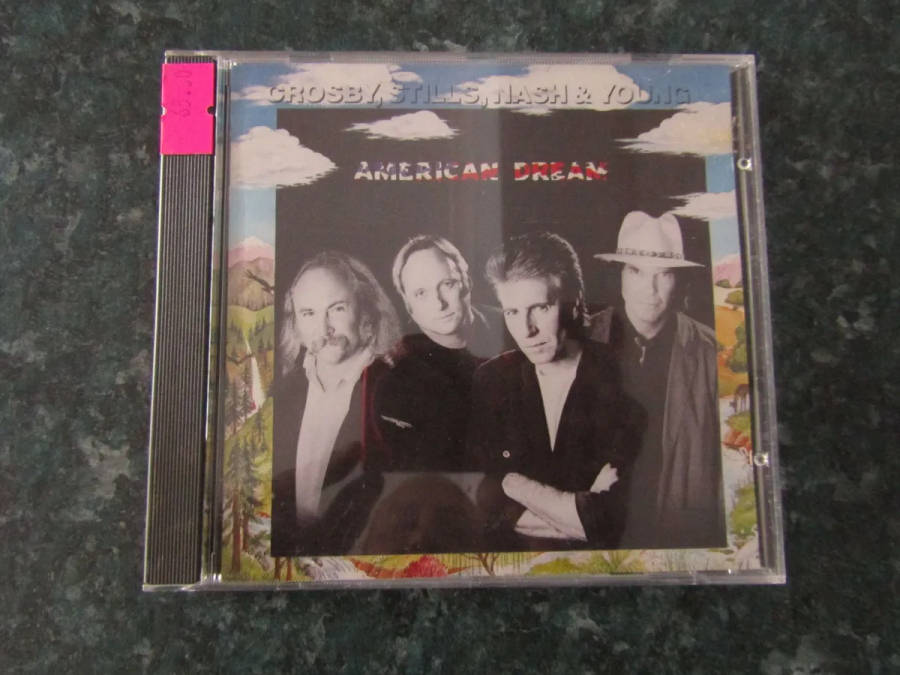 CROSBY, STILLS, NASH & YOUNG
AMERICAN DREAM